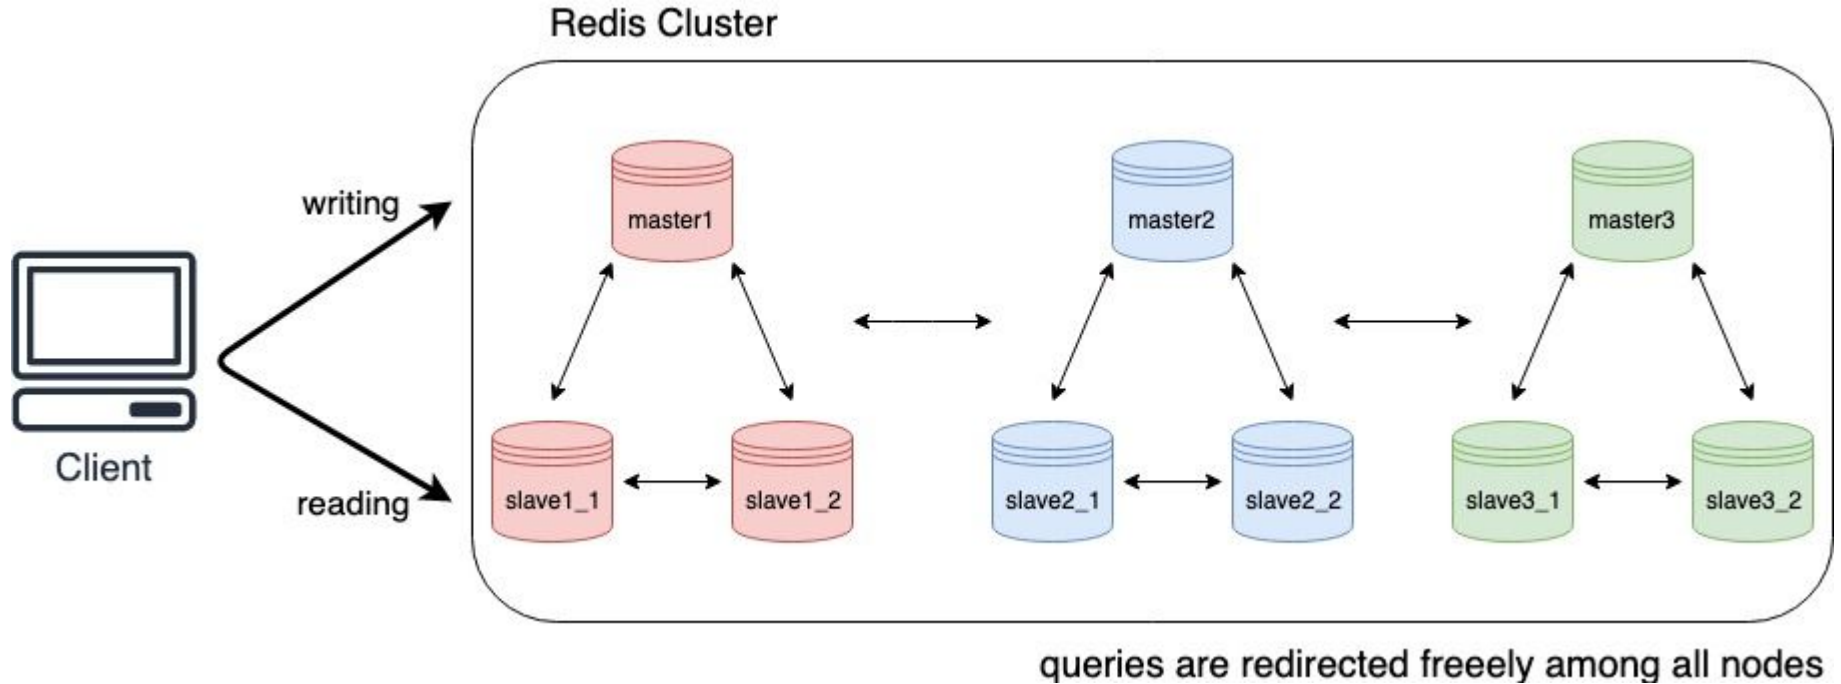 Redis Cluster
writing
master1
master2
master3
Client
reading
slave1_1
slave1_2
slave2_1
slave2_2
slave3_1
slave3_2
queries are redirected freeely among all nodes